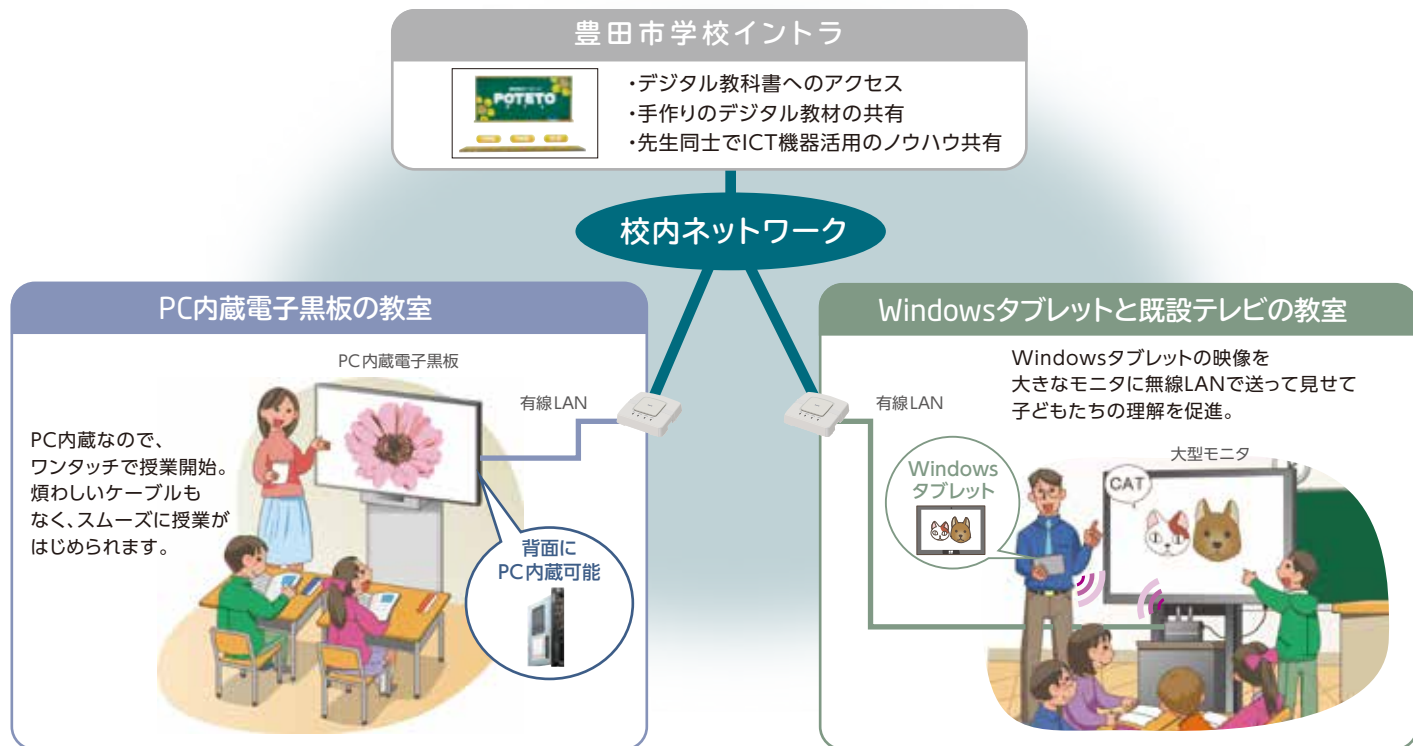 豊田市学校イントラ
POTETO
・デジタル教科書へのアクセス
・手作りのデジタル教材の共有
・先生同士でICT機器活用のノウハウ共有
校内ネットワーク
PC内蔵電子黒板の教室
PC内蔵電子黒板
有線LAN
PC内蔵なので、
ワンタッチで授業開始。
煩わしいケーブルも
なく、スムーズに授業が
はじめられます。
背面に
PC内蔵可能
Windowsタブレットと既設テレビの教室
Windowsタブレットの映像を
大きなモニタに無線LANで送って見せて
子どもたちの理解を促進。
有線LAN
大型モニタ
Windows
タブレット
CAT